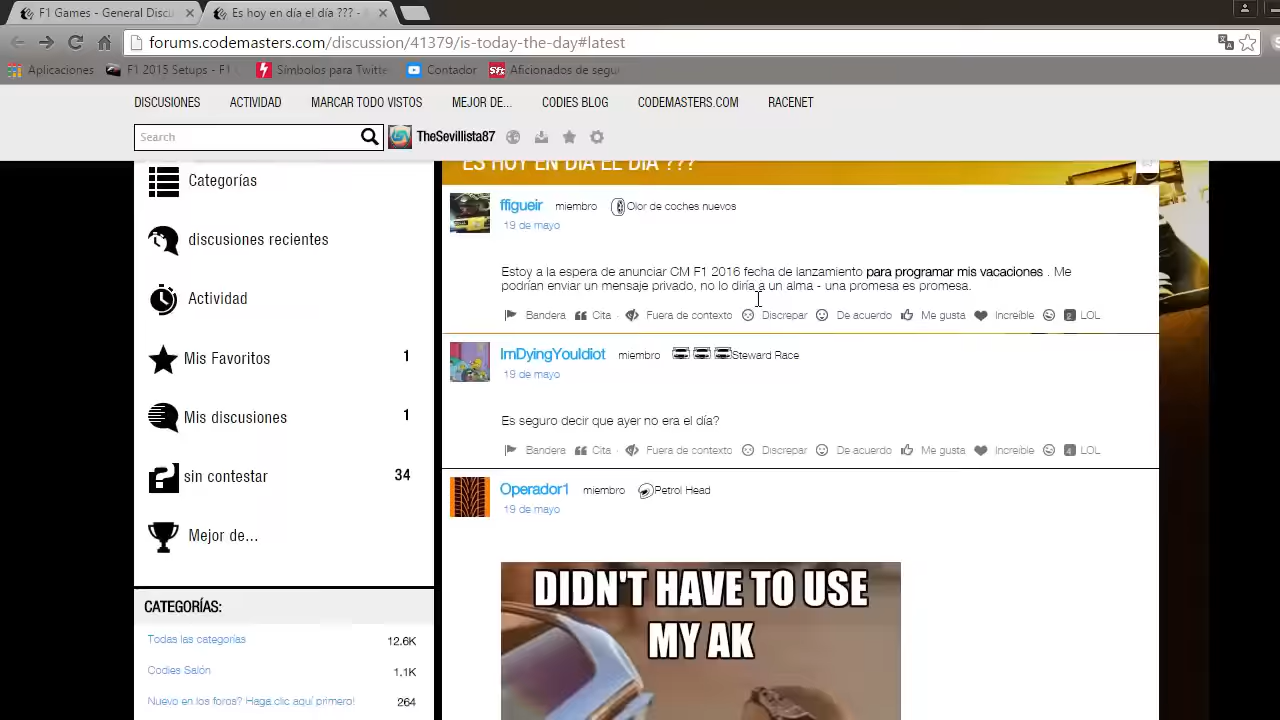 F1 Games - General Discu
Es hoy en día el día ??? -
forums.codemasters.com/discussion/41379/is-today-the-day#latest
Aplicaciones
F1 2015 Setups - F1
Símbolos para Twitte
Contador
Aficionados de segu
DISCUSIONES
ACTIVIDAD
MARCAR TODO VISTOS
MEJOR DE...
CODIES BLOG
CODEMASTERS.COM
RACENET
Search
TheSevillista87
Categorías
discusiones recientes
Actividad
Mis Favoritos 1
Mis discusiones 1
sin contestar 34
Mejor de...
CATEGORÍAS:
Todas las categorías 12.6K
Codies Salón 1.1K
Nuevo en los foros? Haga clic aquí primero! 264
ES HOY EN DÍA EL DÍA ???
ffigueir miembro Olor de coches nuevos
19 de mayo
Estoy a la espera de anunciar CM F1 2016 fecha de lanzamiento para programar mis vacaciones . Me
podrían enviar un mensaje privado, no lo diría a un alma - una promesa es promesa.
Bandera Cita · Fuera de contexto Discrepar De acuerdo Me gusta Increíble 2 LOL
ImDyingYouIdiot miembro Steward Race
19 de mayo
Es seguro decir que ayer no era el día?
Bandera Cita · Fuera de contexto Discrepar De acuerdo Me gusta Increíble 4 LOL
Operador1 miembro Petrol Head
19 de mayo
DIDN'T HAVE TO USE
MY AK